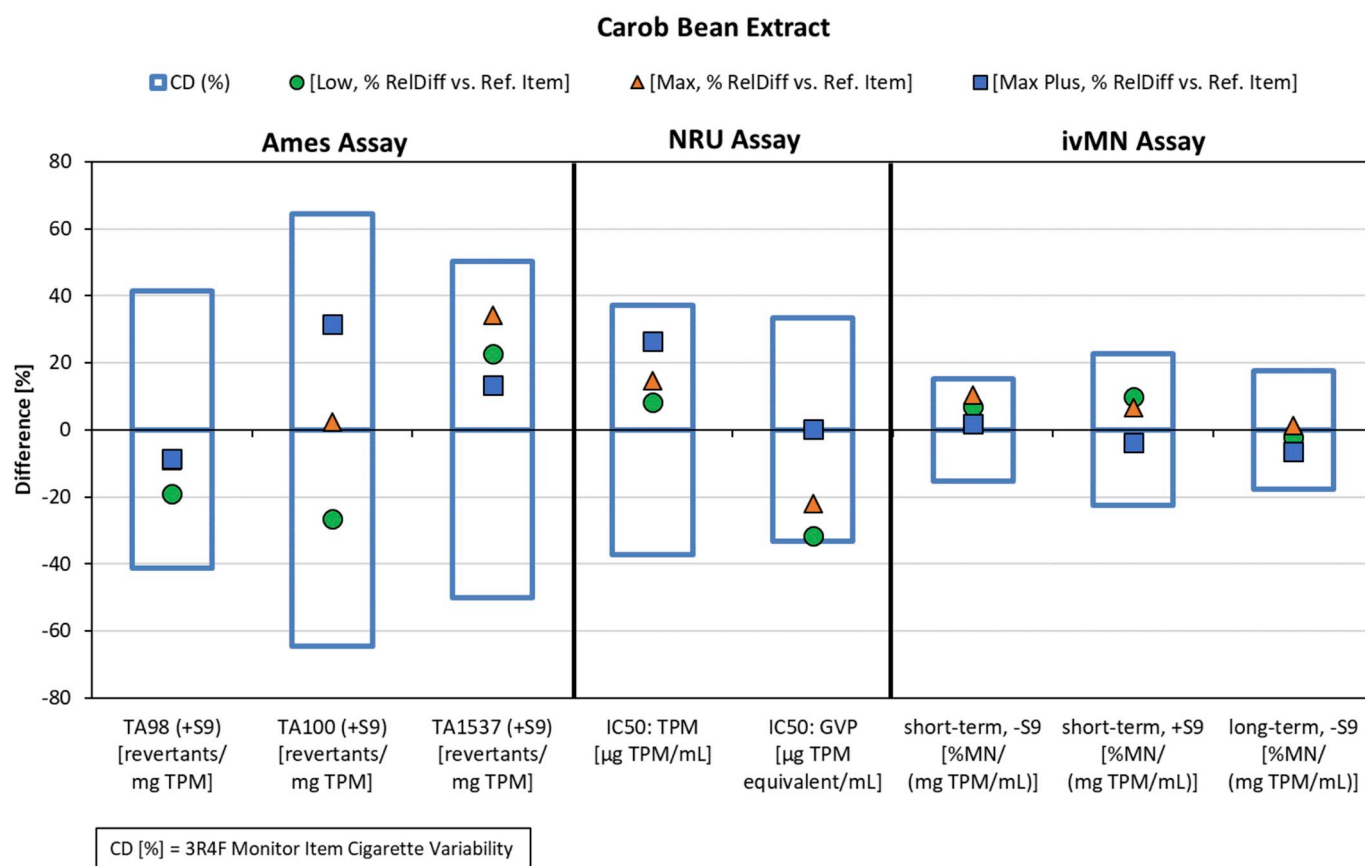 Carob Bean Extract
CD (%) [Low, % RelDiff vs. Ref. Item] [Max, % RelDiff vs. Ref. Item] [Max Plus, % RelDiff vs. Ref. Item]
Ames Assay NRU Assay ivMN Assay
Difference [%]
80
60
40
20
0
-20
-40
-60
-80
TA98 (+S9)
[revertants/
mg TPM]
TA100 (+S9)
[revertants/
mg TPM]
TA1537 (+S9)
[revertants/
mg TPM]
IC50: TPM
[µg TPM/mL]
IC50: GVP
[µg TPM
equivalent/mL]
short-term, -S9
[%MN/
(mg TPM/mL)]
short-term, +S9
[%MN/
(mg TPM/mL)]
long-term, -S9
[%MN/
(mg TPM/mL)]
CD [%] = 3R4F Monitor Item Cigarette Variability